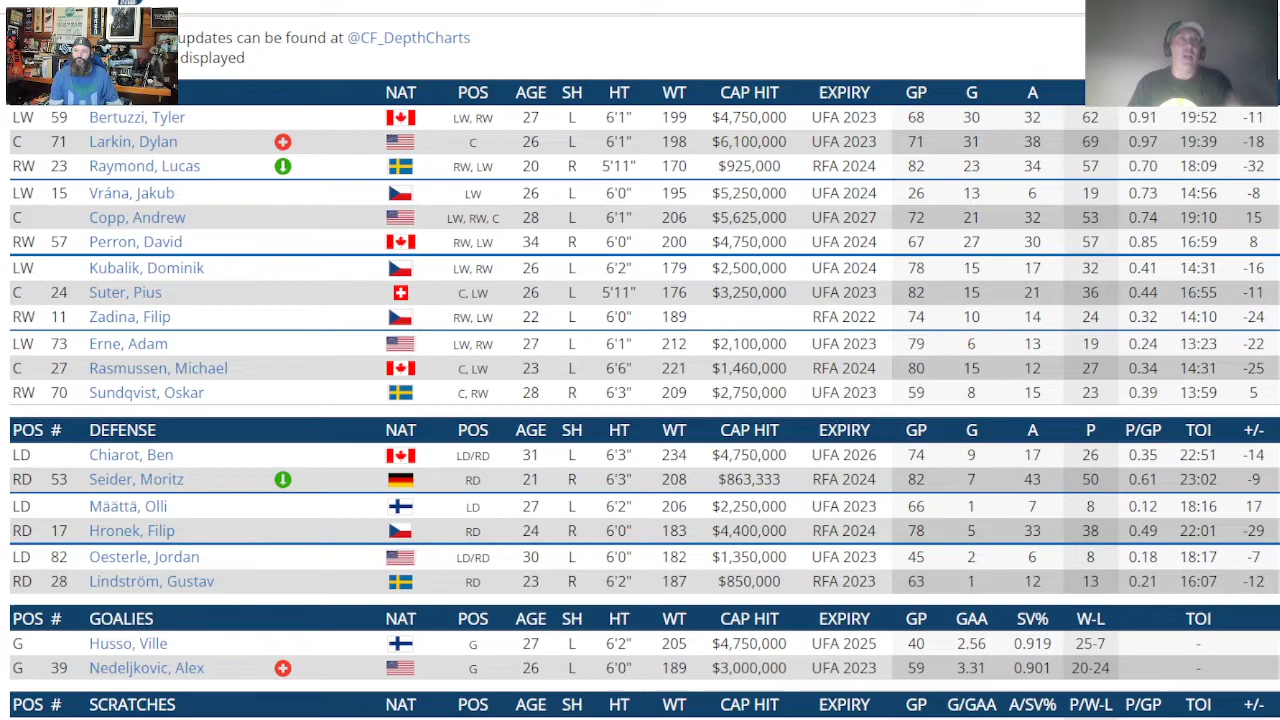 updates can be found at @CF_DepthCharts
displayed
NAT POS AGE SH HT WT CAP HIT EXPIRY GP G A
LW 59 Bertuzzi, Tyler LW, RW 27 L 6'1" 199 $4,750,000 UFA 2023 68 30 32 62 0.91 19:52 -11
C 71 Larkin, Dylan C 26 L 6'1" 198 $6,100,000 UFA 2023 71 31 38 69 0.97 19:39 -18
RW 23 Raymond, Lucas RW, LW 20 R 5'11" 170 $925,000 RFA 2024 82 23 34 57 0.70 18:09 -32
LW 15 Vrána, Jakub LW 26 L 6'0" 195 $5,250,000 UFA 2024 26 13 6 19 0.73 14:56 -8
C Copp, Andrew LW, RW, C 28 L 6'1" 206 $5,625,000 UFA 2027 72 21 32 53 0.74 19:10 15
RW 57 Perron, David RW, LW 34 R 6'0" 200 $4,750,000 UFA 2024 67 27 30 57 0.85 16:59 8
LW Kubalik, Dominik LW, RW 26 L 6'2" 179 $2,500,000 UFA 2024 78 15 17 32 0.41 14:31 -16
C 24 Suter, Pius C, LW 26 L 5'11" 176 $3,250,000 UFA 2023 82 15 21 36 0.44 16:55 -11
RW 11 Zadina, Filip RW, LW 22 L 6'0" 189 RFA 2022 74 10 14 24 0.32 14:10 -24
LW 73 Erne, Adam LW, RW 27 L 6'1" 212 $2,100,000 UFA 2023 79 6 13 19 0.24 13:23 -22
C 27 Rasmussen, Michael C, LW 23 L 6'6" 221 $1,460,000 RFA 2024 80 15 12 27 0.34 14:31 -25
RW 70 Sundqvist, Oskar C, RW 28 R 6'3" 209 $2,750,000 UFA 2023 59 8 15 23 0.39 13:59 5
POS # DEFENSE NAT POS AGE SH HT WT CAP HIT EXPIRY GP G A P P/GP TOI +/-
LD Chiarot, Ben LD/RD 31 L 6'3" 234 $4,750,000 UFA 2026 74 9 17 26 0.35 22:51 -14
RD 53 Seider, Moritz RD 21 R 6'3" 208 $863,333 RFA 2024 82 7 43 50 0.61 23:02 -9
LD Määttä, Olli LD 27 L 6'2" 206 $2,250,000 UFA 2023 66 1 7 8 0.12 18:16 17
RD 17 Hronek, Filip RD 24 R 6'0" 183 $4,400,000 RFA 2024 78 5 33 38 0.49 22:01 -29
LD 82 Oesterle, Jordan LD/RD 30 L 6'0" 182 $1,350,000 UFA 2023 45 2 6 8 0.18 18:17 -7
RD 28 Lindström, Gustav RD 23 R 6'2" 187 $850,000 RFA 2023 63 1 12 13 0.21 16:07 -12
POS # GOALIES NAT POS AGE SH HT WT CAP HIT EXPIRY GP GAA SV% W-L TOI
G Husso, Ville G 27 L 6'2" 205 $4,750,000 UFA 2025 40 2.56 0.919 25-7 -
G 39 Nedeljkovic, Alex G 26 L 6'0" 189 $3,000,000 UFA 2023 59 3.31 0.901 20-24 -
POS # SCRATCHES NAT POS AGE SH HT WT CAP HIT EXPIRY GP G/GAA A/SV% P/W-L P/GP TOI +/-